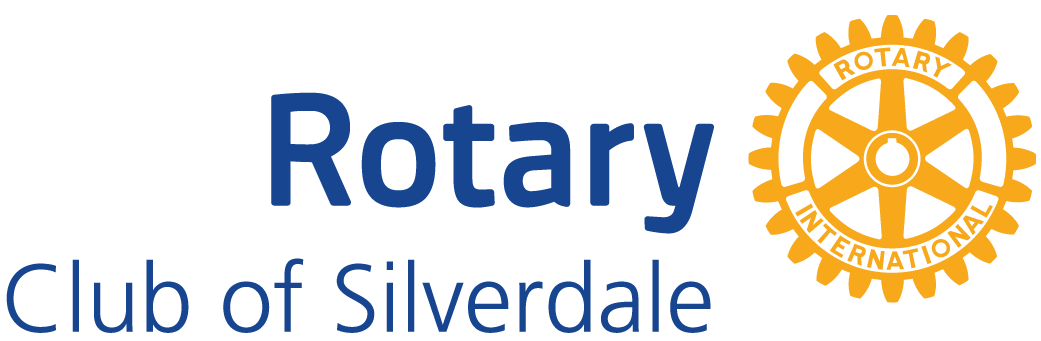 Rotary
Club of Silverdale
ROTARY
INTERNATIONAL